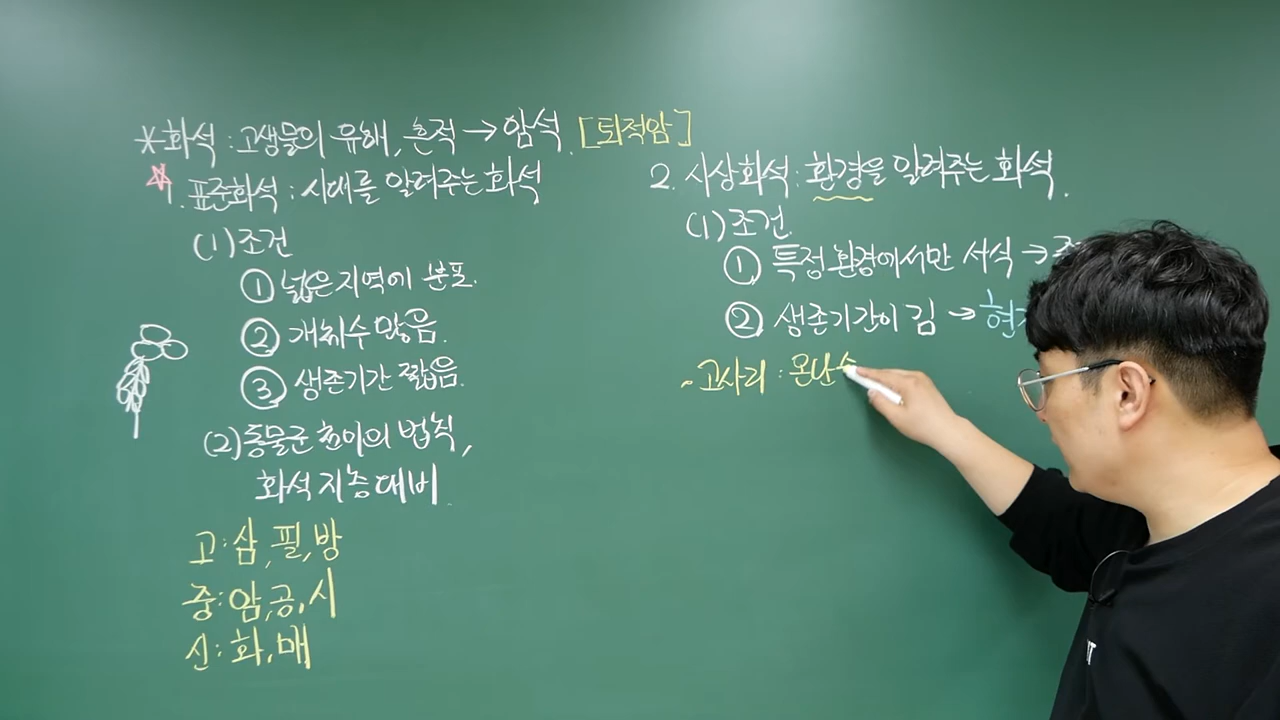 *화석 : 고생물의 유해, 흔적 → 암석. [퇴적암]
☆1. 표준화석 : 시대를 알려주는 화석
(1) 조건
① 넓은 지역에 분포.
② 개체수 많음.
③ 생존기간 짧음.
(2) 동물군 천이의 법칙,
화석 지층 대비.
고 : 삼, 필, 방
중 : 암, 공, 시
신 : 화, 매
2. 시상화석 : 환경을 알려주는 화석.
(1) 조건.
① 특정 환경에서만 서식 →
② 생존기간이 김 →
~ 고사리 : 온난